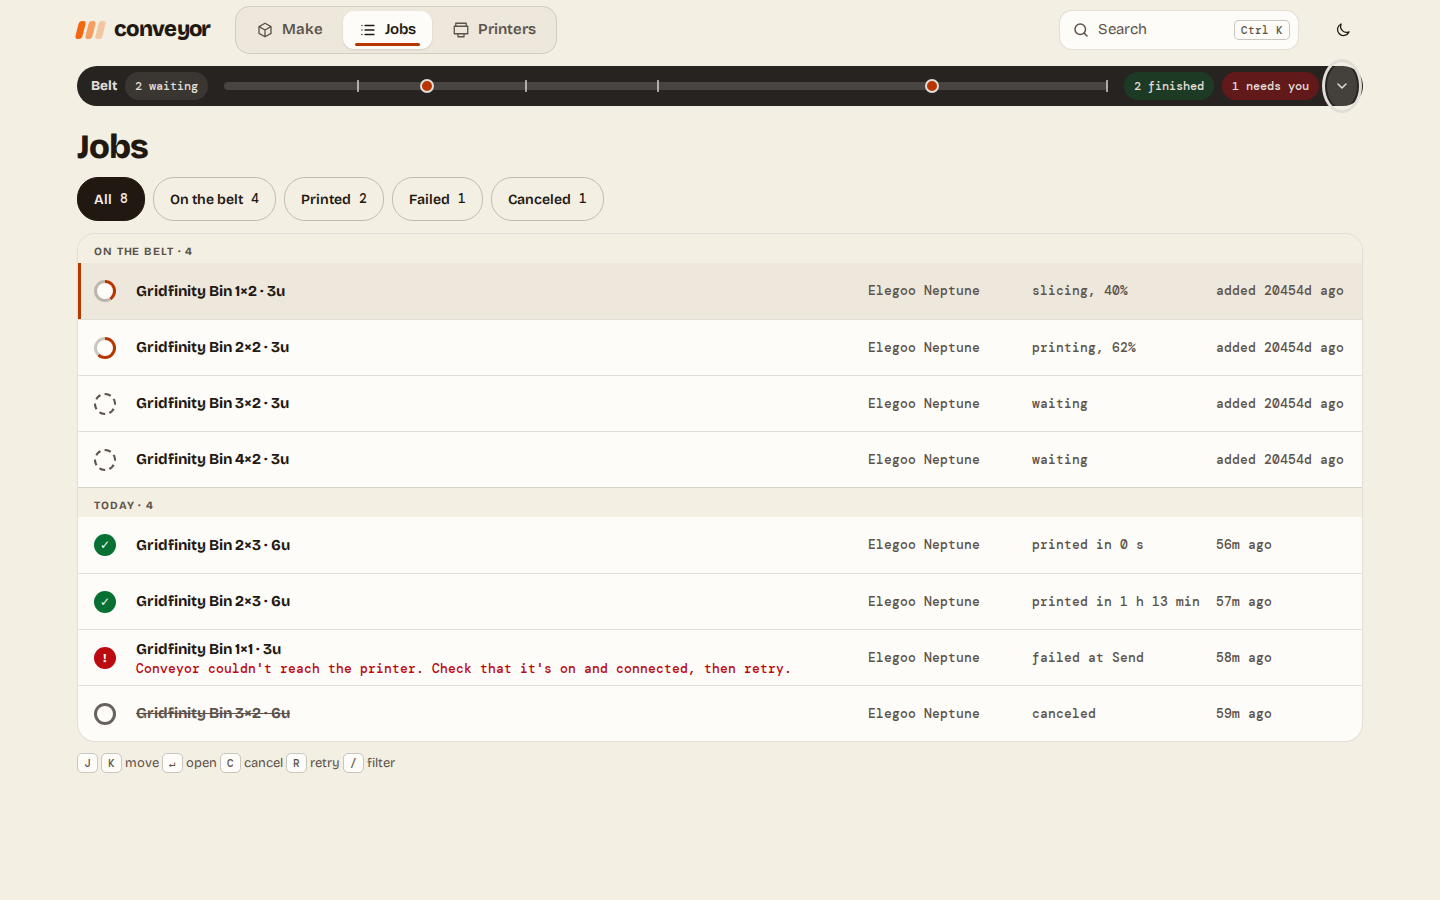 conveyor
Make
Jobs
Printers
Search
Ctrl K
Belt
2 waiting
2 finished
1 needs you
Jobs
All 8
On the belt 4
Printed 2
Failed 1
Canceled 1
ON THE BELT · 4
Gridfinity Bin 1×2 · 3u Elegoo Neptune slicing, 40% added 20454d ago
Gridfinity Bin 2×2 · 3u Elegoo Neptune printing, 62% added 20454d ago
Gridfinity Bin 3×2 · 3u Elegoo Neptune waiting added 20454d ago
Gridfinity Bin 4×2 · 3u Elegoo Neptune waiting added 20454d ago
TODAY · 4
Gridfinity Bin 2×3 · 6u Elegoo Neptune printed in 0 s 56m ago
Gridfinity Bin 2×3 · 6u Elegoo Neptune printed in 1 h 13 min 57m ago
Gridfinity Bin 1×1 · 3u Elegoo Neptune failed at Send 58m ago
Conveyor couldn't reach the printer. Check that it's on and connected, then retry.
Gridfinity Bin 3×2 · 6u Elegoo Neptune canceled 59m ago
J K move ↵ open C cancel R retry / filter